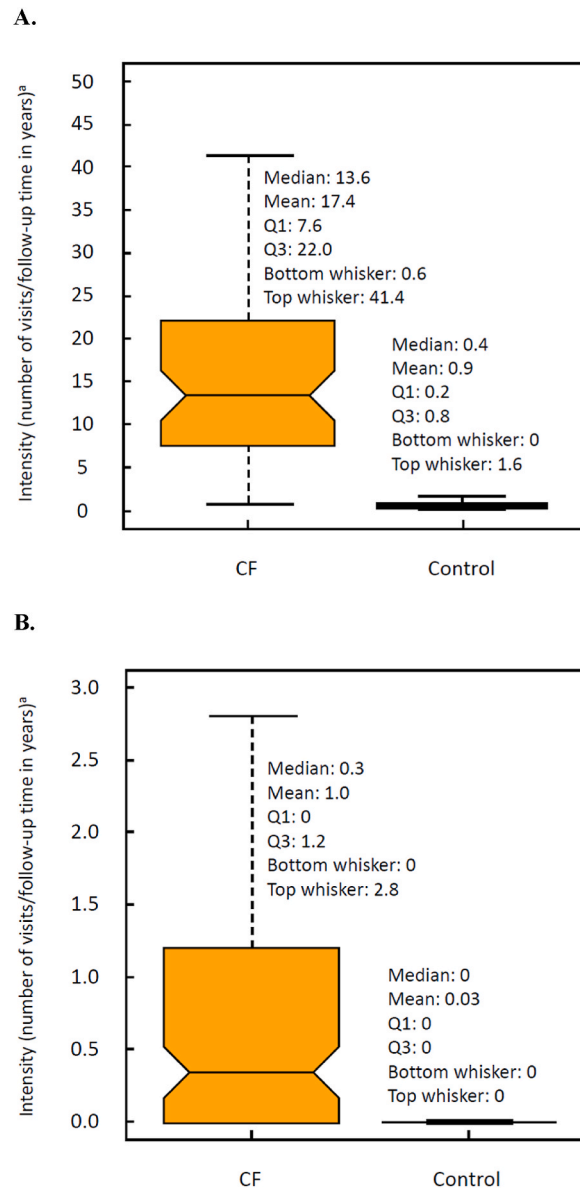 A.
Intensity (number of visits/follow-up time in years)ᵃ
50
45
40
35
30
25
20
15
10
5
0
Median: 13.6
Mean: 17.4
Q1: 7.6
Q3: 22.0
Bottom whisker: 0.6
Top whisker: 41.4
Median: 0.4
Mean: 0.9
Q1: 0.2
Q3: 0.8
Bottom whisker: 0
Top whisker: 1.6
CF
Control
B.
Intensity (number of visits/follow-up time in years)ᵃ
3.0
2.5
2.0
1.5
1.0
0.5
0.0
Median: 0.3
Mean: 1.0
Q1: 0
Q3: 1.2
Bottom whisker: 0
Top whisker: 2.8
Median: 0
Mean: 0.03
Q1: 0
Q3: 0
Bottom whisker: 0
Top whisker: 0
CF
Control